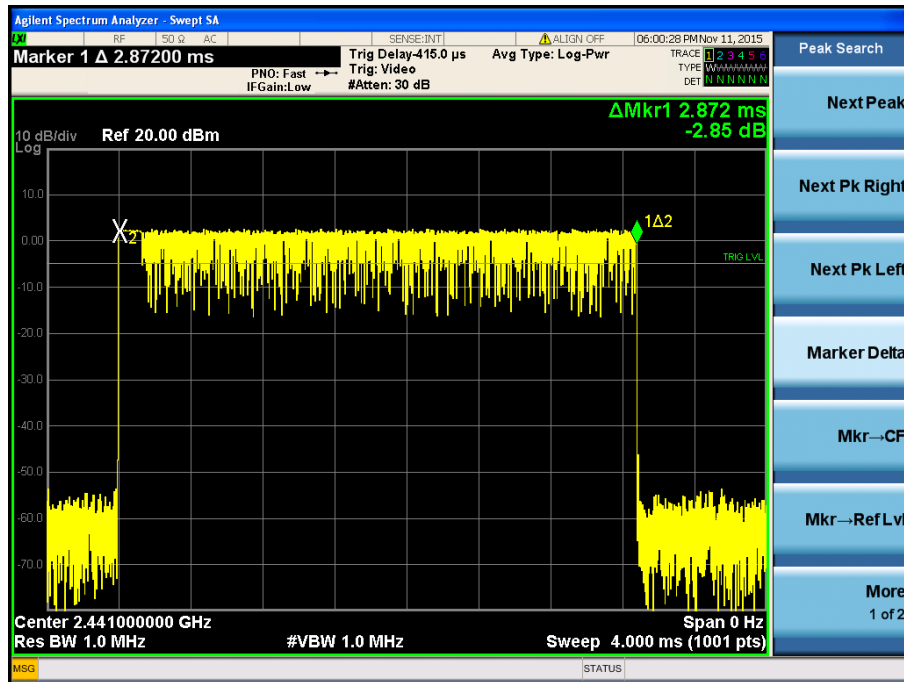 Agilent Spectrum Analyzer - Swept SA
LXI RF 50 Ω AC SENSE:INT ALIGN OFF 06:00:28 PM Nov 11, 2015
Marker 1 Δ 2.87200 ms
PNO: Fast
IFGain:Low
Trig Delay-415.0 µs
Trig: Video
#Atten: 30 dB
Avg Type: Log-Pwr
TRACE 1 2 3 4 5 6
TYPE WWWWWW
DET N N N N N N
ΔMkr1 2.872 ms
-2.85 dB
10 dB/div
Log
Ref 20.00 dBm
10.0
0.00
-10.0
-20.0
-30.0
-40.0
-50.0
-60.0
-70.0
X2
1Δ2
TRIG LVL
Center 2.441000000 GHz
Span 0 Hz
Res BW 1.0 MHz
#VBW 1.0 MHz
Sweep 4.000 ms (1001 pts)
MSG
STATUS
Peak Search
Next Peak
Next Pk Right
Next Pk Left
Marker Delta
Mkr→CF
Mkr→Ref Lvl
More
1 of 2